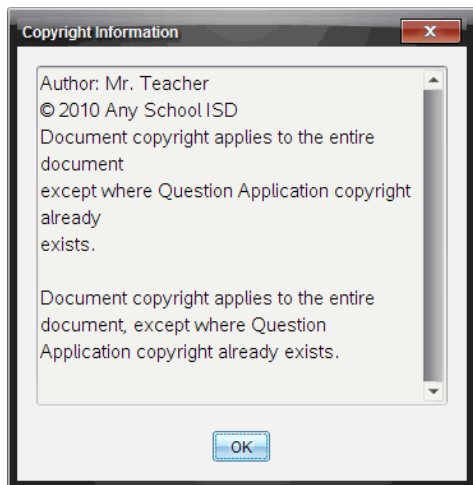 Copyright Information
Author: Mr. Teacher
© 2010 Any School ISD
Document copyright applies to the entire
document
except where Question Application copyright
already
exists.
Document copyright applies to the entire
document, except where Question
Application copyright already exists.
OK